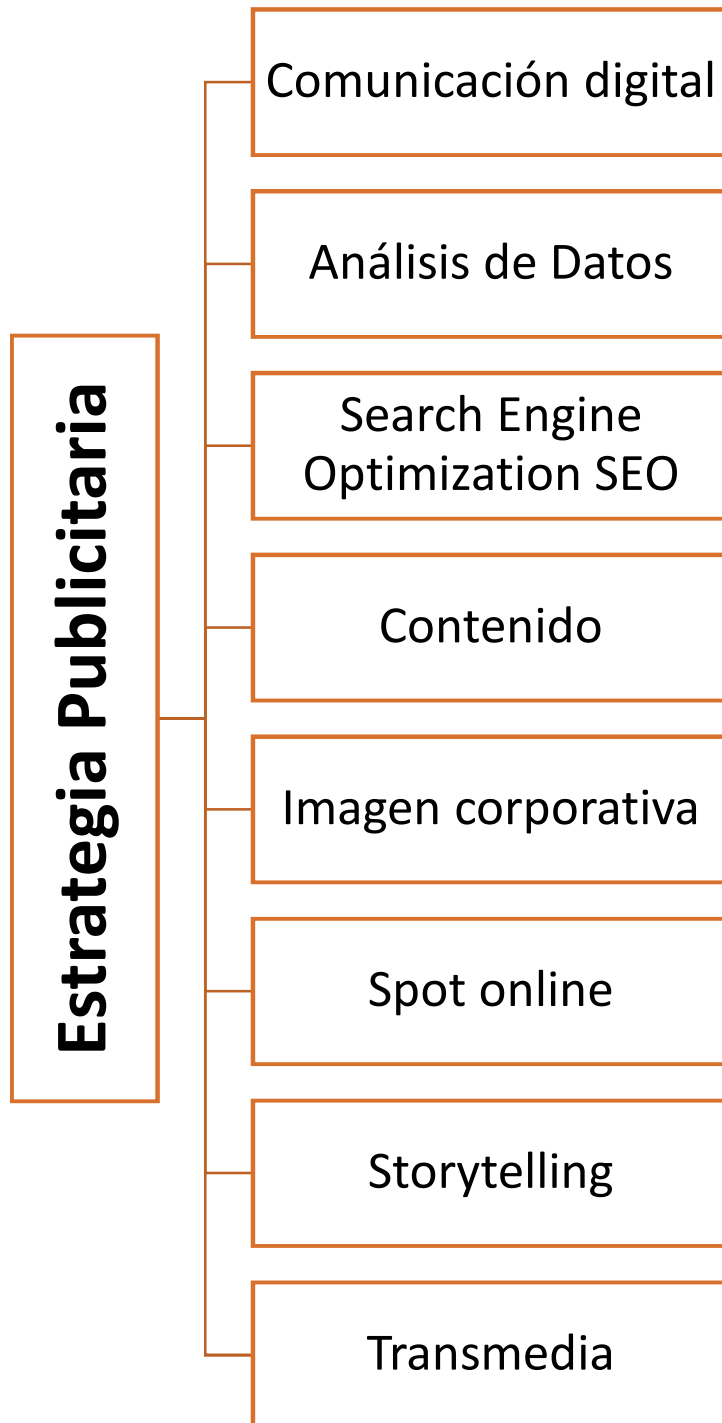 Estrategia Publicitaria
Comunicación digital
Análisis de Datos
Search Engine
Optimization SEO
Contenido
Imagen corporativa
Spot online
Storytelling
Transmedia